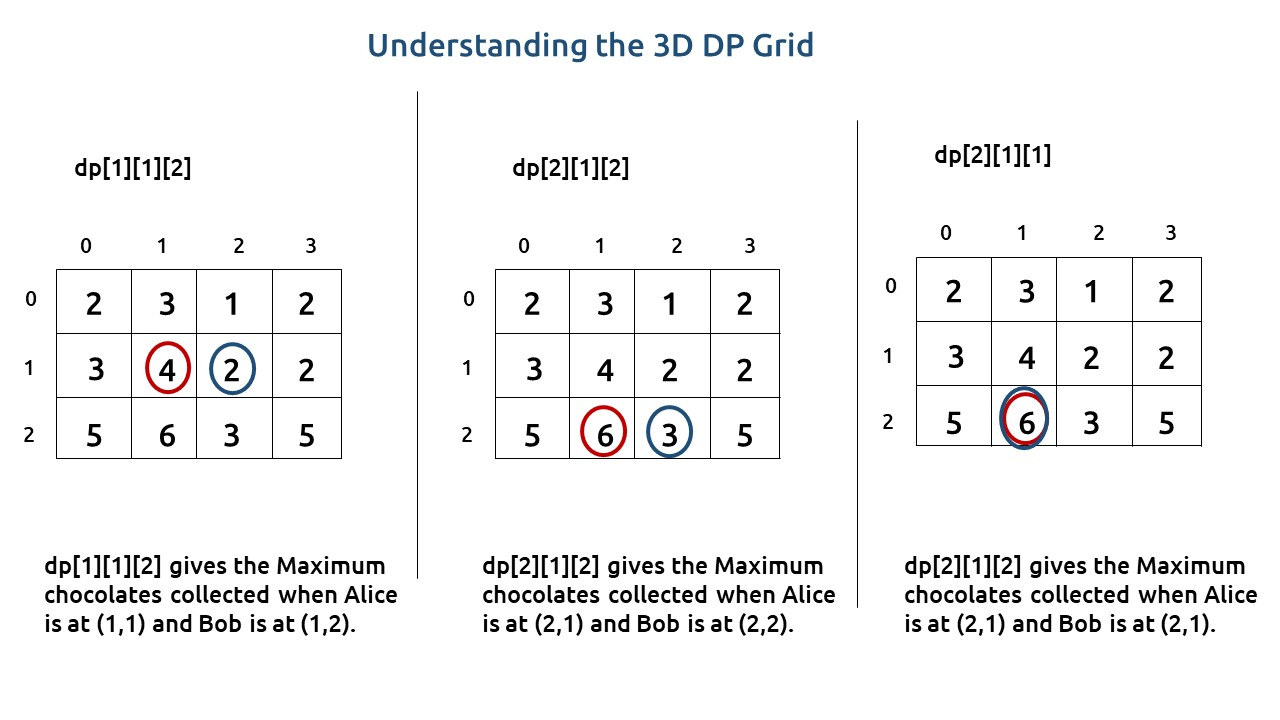 Understanding the 3D DP Grid
dp[1][1][2]
0 1 2 3
0 2 3 1 2
1 3 4 2 2
2 5 6 3 5
dp[1][1][2] gives the Maximum
chocolates collected when Alice
is at (1,1) and Bob is at (1,2).
dp[2][1][2]
0 1 2 3
0 2 3 1 2
1 3 4 2 2
2 5 6 3 5
dp[2][1][2] gives the Maximum
chocolates collected when Alice
is at (2,1) and Bob is at (2,2).
dp[2][1][1]
0 1 2 3
0 2 3 1 2
1 3 4 2 2
2 5 6 3 5
dp[2][1][2] gives the Maximum
chocolates collected when Alice
is at (2,1) and Bob is at (2,1).